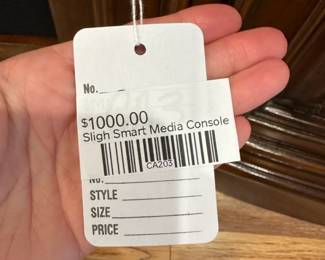 No.
$1000.00
Sligh Smart Media Console
CA203
No.
STYLE
SIZE
PRICE